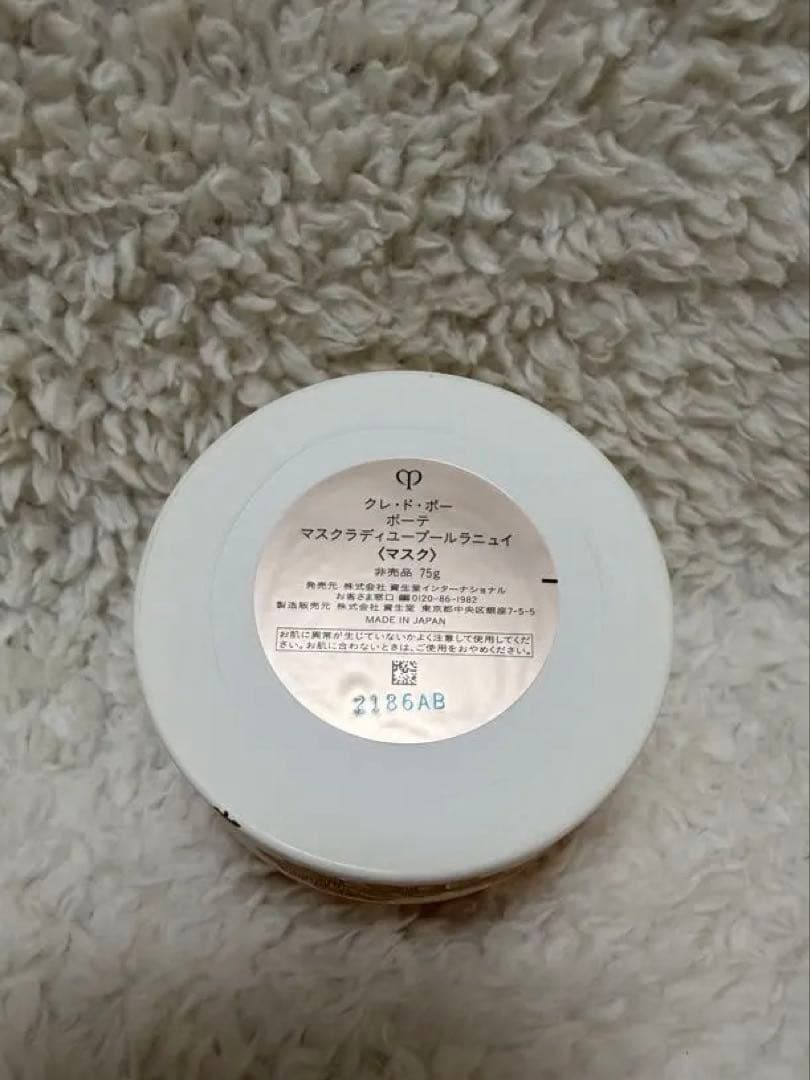 クレ・ド・ポー
ボーテ
マスクラディユープールラニュイ
〈マスク〉
非売品 75g
発売元 株式会社 資生堂インターナショナル
お客さま窓口 0120-86-1982
製造販売元 株式会社 資生堂 東京都中央区銀座7-5-5
MADE IN JAPAN
お肌に異常が生じていないかよく注意して使用してくだ
さい。お肌に合わないときは、ご使用をおやめください。
2186AB